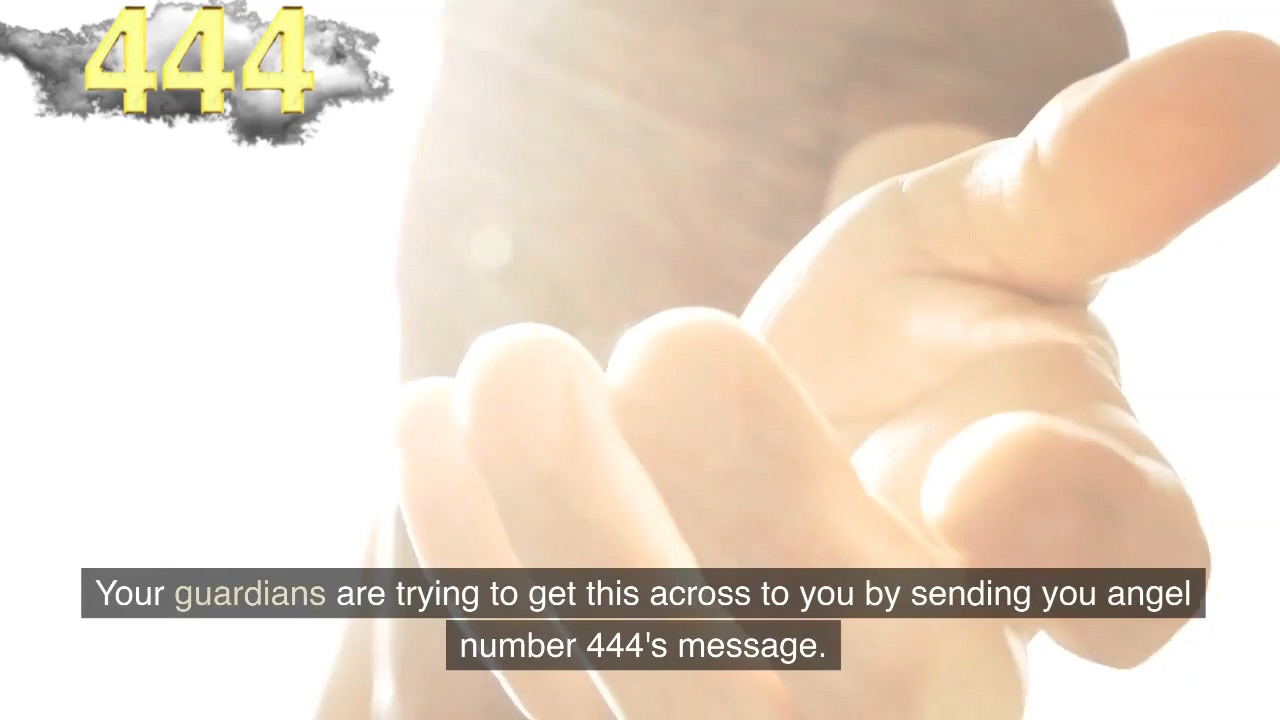 444
Your guardians are trying to get this across to you by sending you angel
number 444's message.